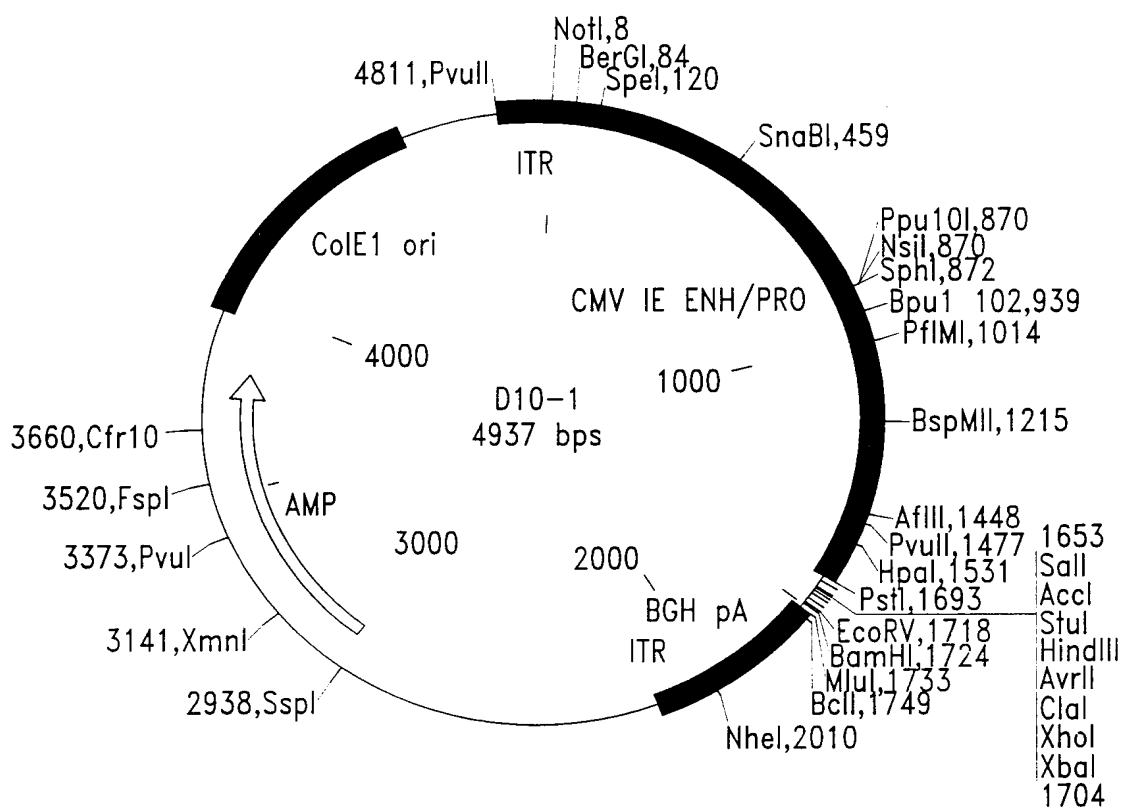 NotI,8
BerGI,84
SpeI,120
4811,PvuII
SnaBI,459
ITR
Ppu10I,870
NsiI,870
SphI,872
ColE1 ori
CMV IE ENH/PRO
Bpu1 102,939
PflMI,1014
4000
1000
D10-1
4937 bps
BspMII,1215
3660,Cfr10
3520,FspI
AMP
3373,PvuI
3000
2000
AflII,1448
PvuII,1477
HpaI,1531
PstI,1693
BGH pA
ITR
EcoRV,1718
BamHI,1724
MluI,1733
BclI,1749
NheI,2010
3141,XmnI
2938,SspI
1653
SalI
AccI
StuI
HindIII
AvrII
ClaI
XhoI
XbaI
1704